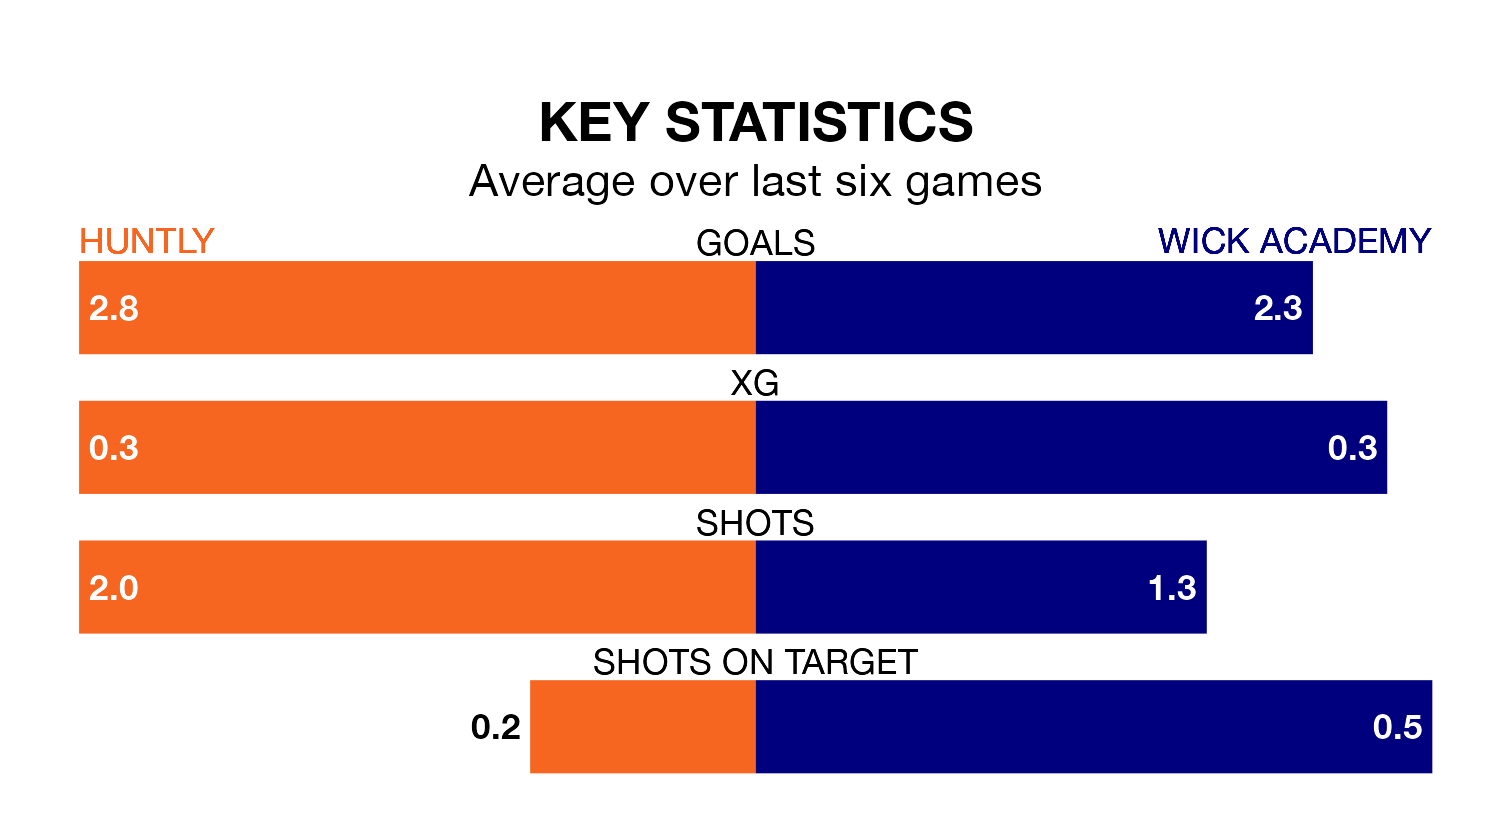 KEY STATISTICS
Average over last six games
HUNTLY GOALS WICK ACADEMY
2.8 2.3
XG
0.3 0.3
SHOTS
2.0 1.3
SHOTS ON TARGET
0.2 0.5